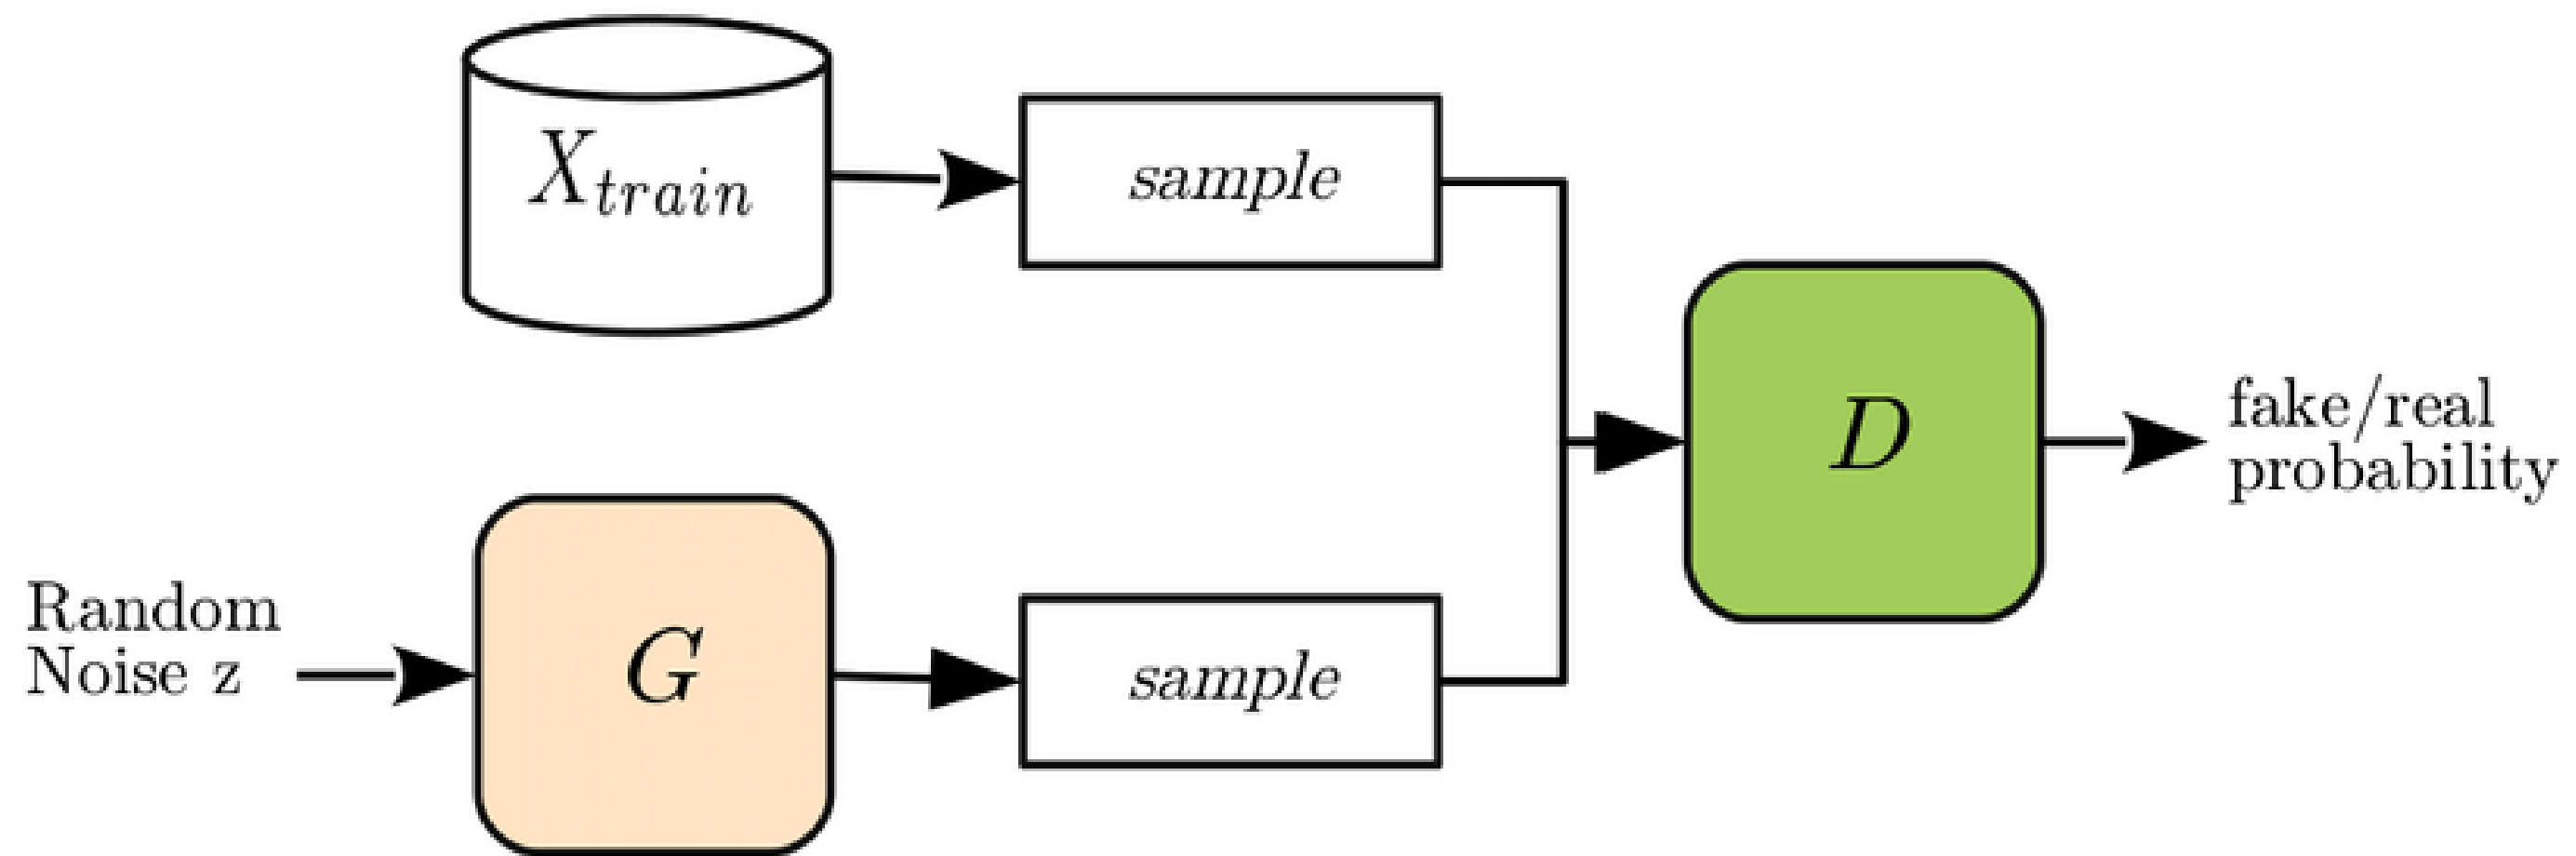 X_train
sample
D
fake/real
probability
Random
Noise z
G
sample